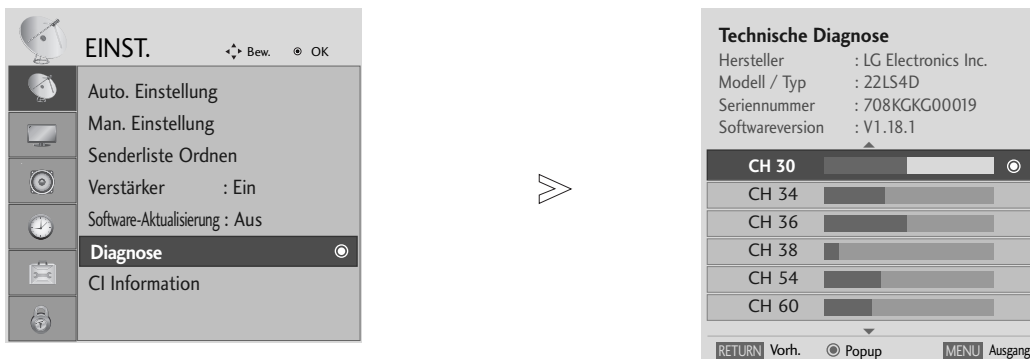 EINST. Bew. OK
Auto. Einstellung
Man. Einstellung
Senderliste Ordnen
Verstärker : Ein
Software-Aktualisierung : Aus
Diagnose
CI Information
Technische Diagnose
Hersteller : LG Electronics Inc.
Modell / Typ : 22LS4D
Seriennummer : 708KGKG00019
Softwareversion : V1.18.1
CH 30
CH 34
CH 36
CH 38
CH 54
CH 60
RETURN Vorh. Popup MENU Ausgang